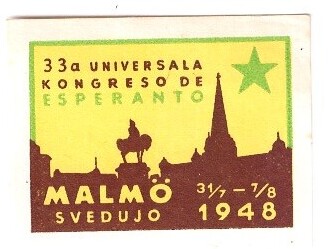 33a UNIVERSALA
KONGRESO DE
ESPERANTO
MALMÖ
SVEDUJO
31/7 – 7/8
1948